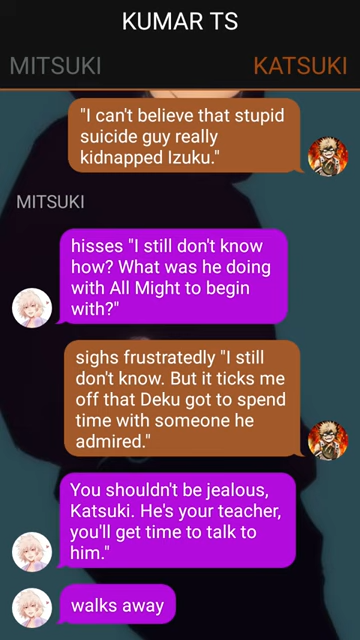 KUMAR TS
MITSUKI KATSUKI
"I can't believe that stupid
suicide guy really
kidnapped Izuku."
MITSUKI
hisses "I still don't know
how? What was he doing
with All Might to begin
with?"
sighs frustratedly "I still
don't know. But it ticks me
off that Deku got to spend
time with someone he
admired."
You shouldn't be jealous,
Katsuki. He's your teacher,
you'll get time to talk to
him."
walks away